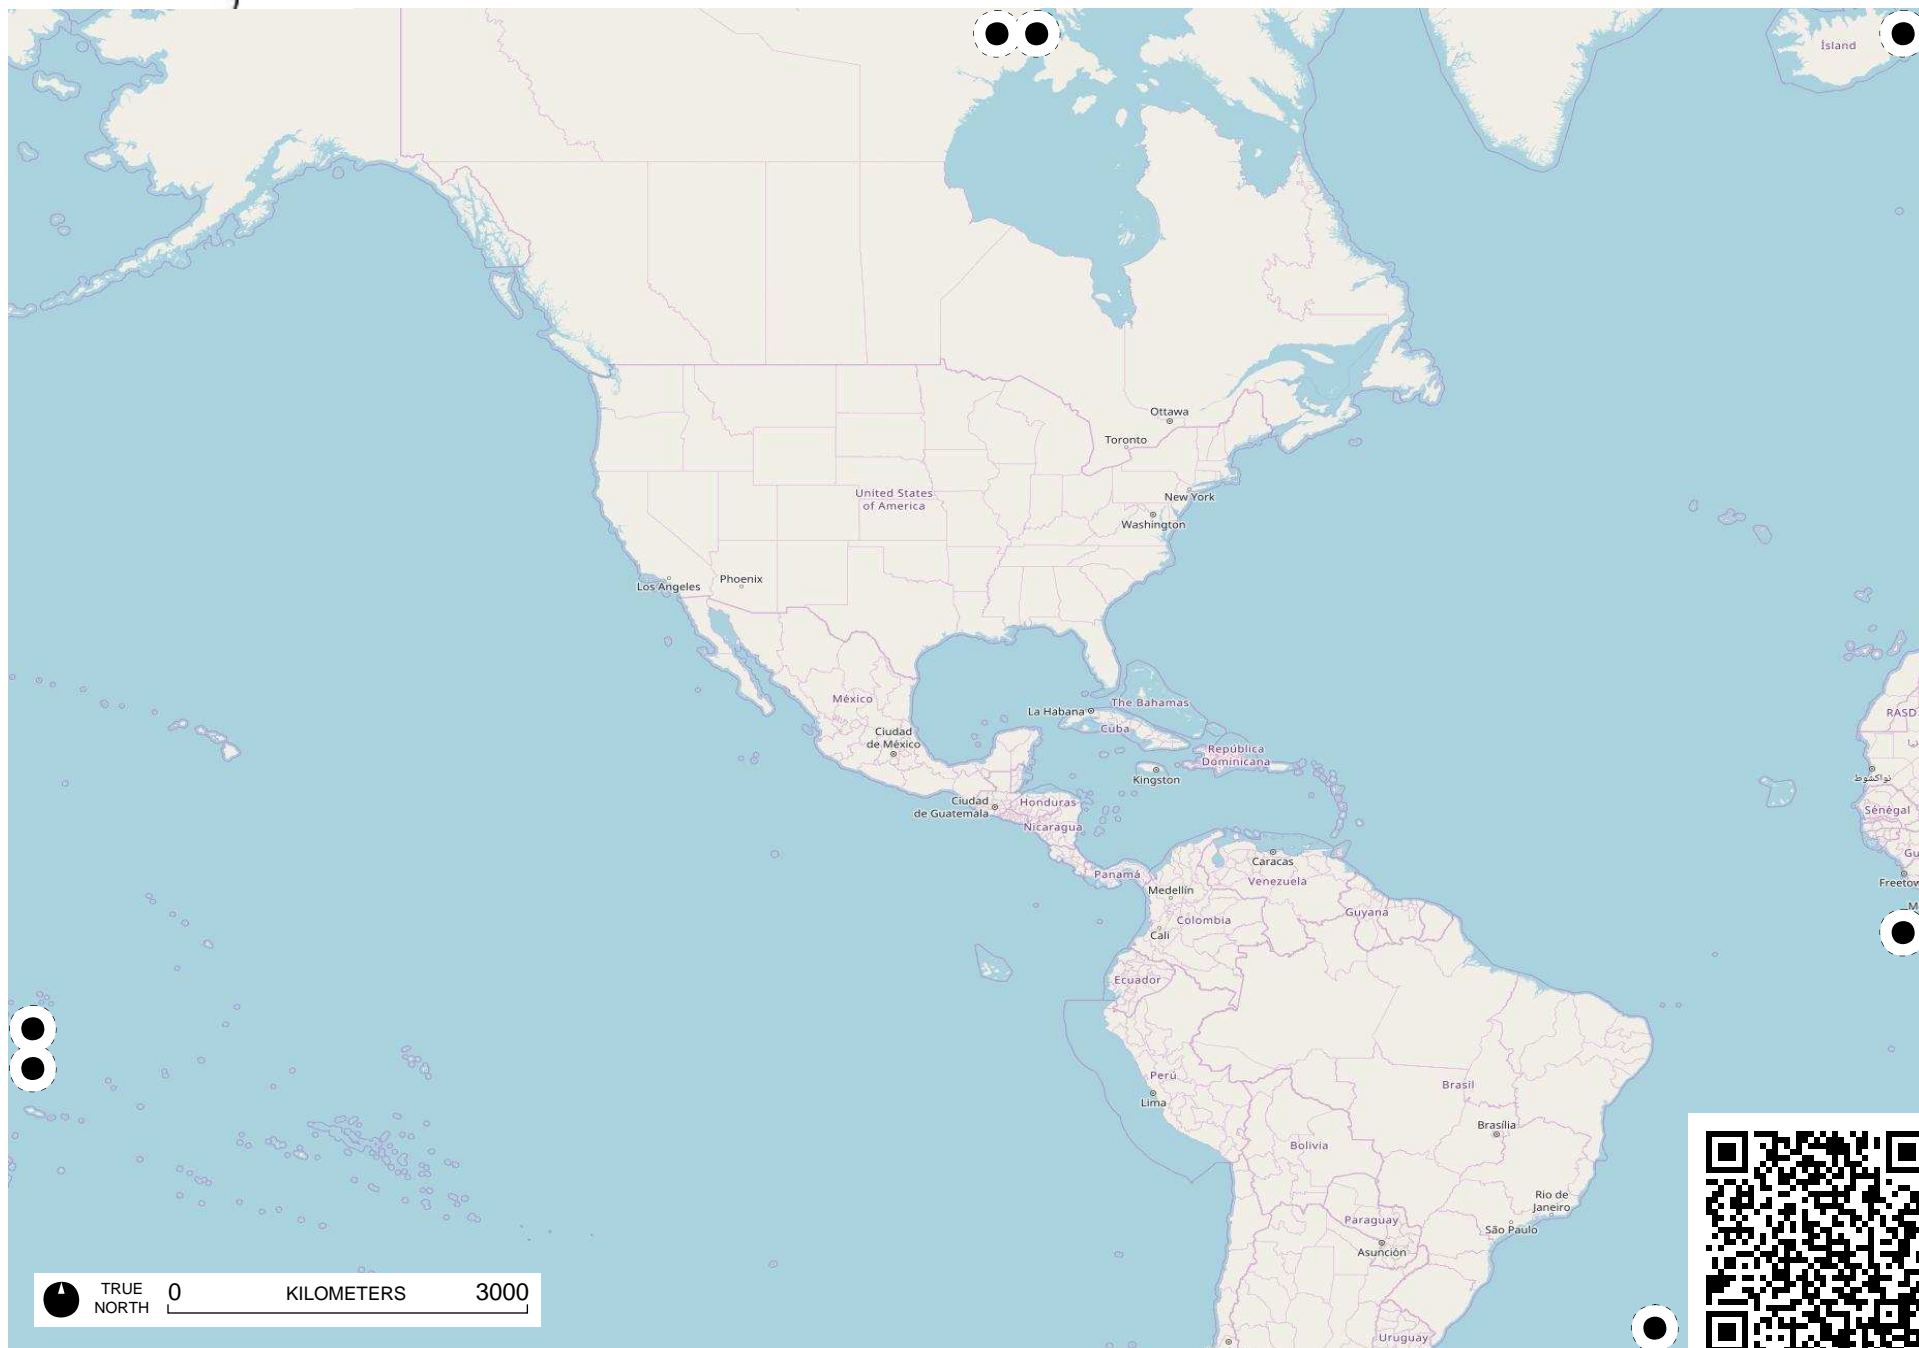 Ísland
Ottawa
Toronto
United States
of America
New York
Washington
Los Angeles
Phoenix
México
La Habana
The Bahamas
Cuba
Ciudad
de México
República
Dominicana
Kingston
RASD
نواكشوط
Ciudad
de Guatemala
Honduras
Nicaragua
Sénégal
Gu
Panamá
Caracas
Venezuela
Medellín
Colombia
Guyana
Freetow
M
Cali
Ecuador
Perú
Lima
Brasil
Brasília
Bolivia
Rio de
Janeiro
São Paulo
Paraguay
Asunción
Uruguay
TRUE
NORTH
0 KILOMETERS 3000